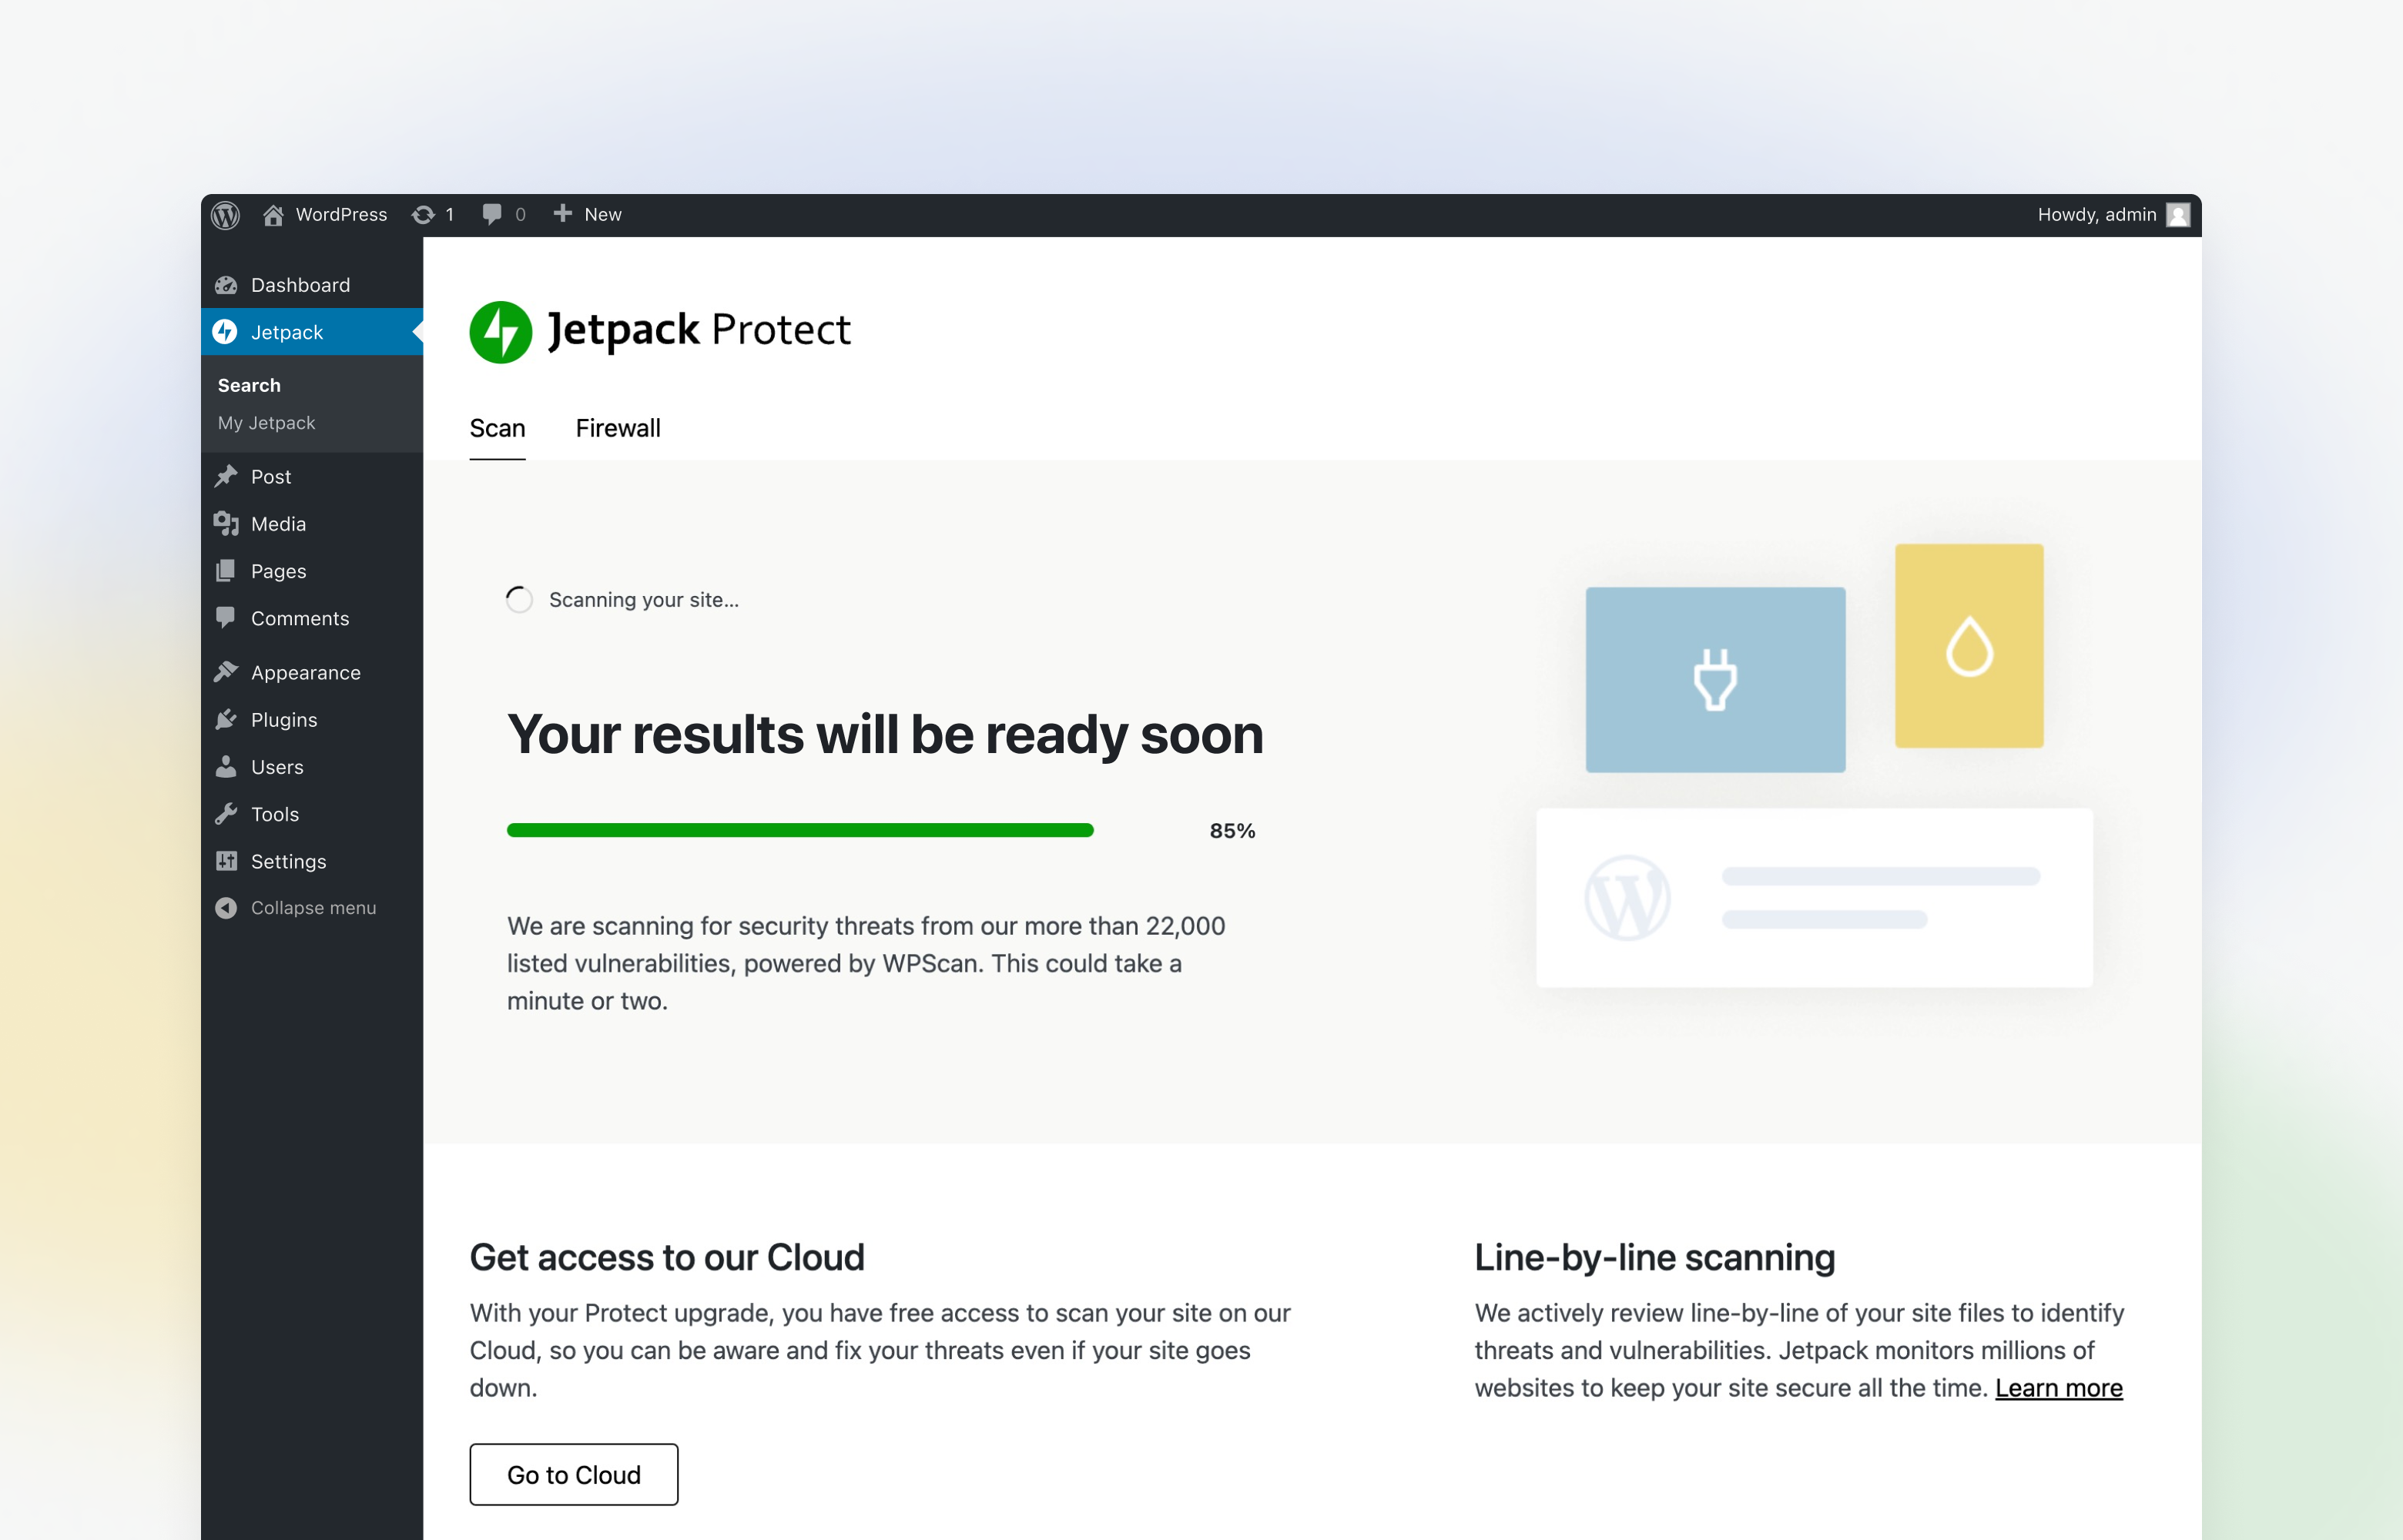 WordPress 1 0 New Howdy, admin
Dashboard
Jetpack
Search
My Jetpack
Post
Media
Pages
Comments
Appearance
Plugins
Users
Tools
Settings
Collapse menu
Jetpack Protect
Scan Firewall
Scanning your site...
Your results will be ready soon
85%
We are scanning for security threats from our more than 22,000
listed vulnerabilities, powered by WPScan. This could take a
minute or two.
Get access to our Cloud
With your Protect upgrade, you have free access to scan your site on our
Cloud, so you can be aware and fix your threats even if your site goes
down.
Go to Cloud
Line-by-line scanning
We actively review line-by-line of your site files to identify
threats and vulnerabilities. Jetpack monitors millions of
websites to keep your site secure all the time. Learn more